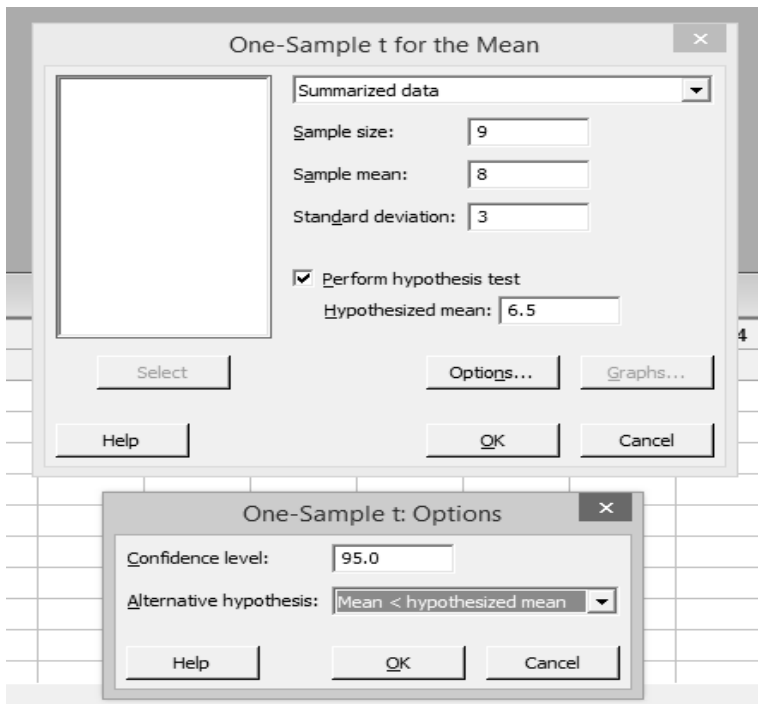 One-Sample t for the Mean
Summarized data
Sample size: 9
Sample mean: 8
Standard deviation: 3
Perform hypothesis test
Hypothesized mean: 6.5
4
Select Options... Graphs...
Help OK Cancel
One-Sample t: Options
Confidence level: 95.0
Alternative hypothesis: Mean < hypothesized mean
Help OK Cancel